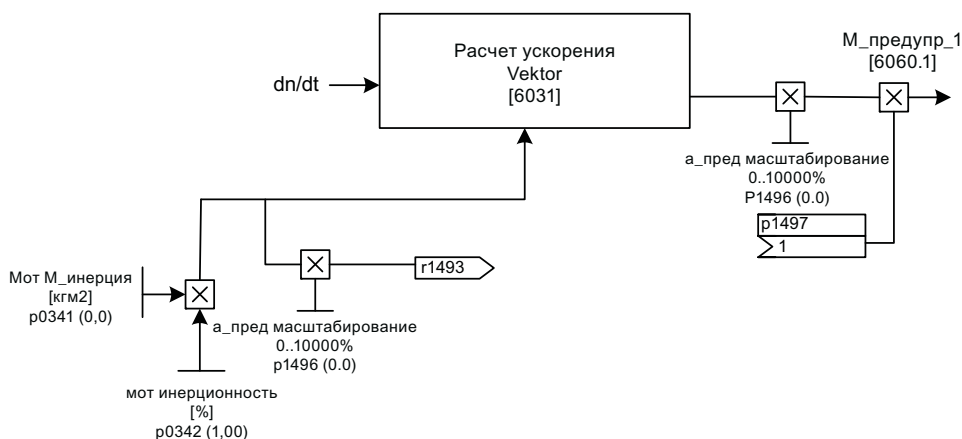 Расчет ускорения
Vektor
[6031]
dn/dt
М_предупр_1
[6060.1]
а_пред масштабирование
0..10000%
P1496 (0.0)
p1497
1
r1493
Мот М_инерция
[кгм2]
p0341 (0,0)
а_пред масштабирование
0..10000%
p1496 (0.0)
мот инерционность
[%]
p0342 (1,00)